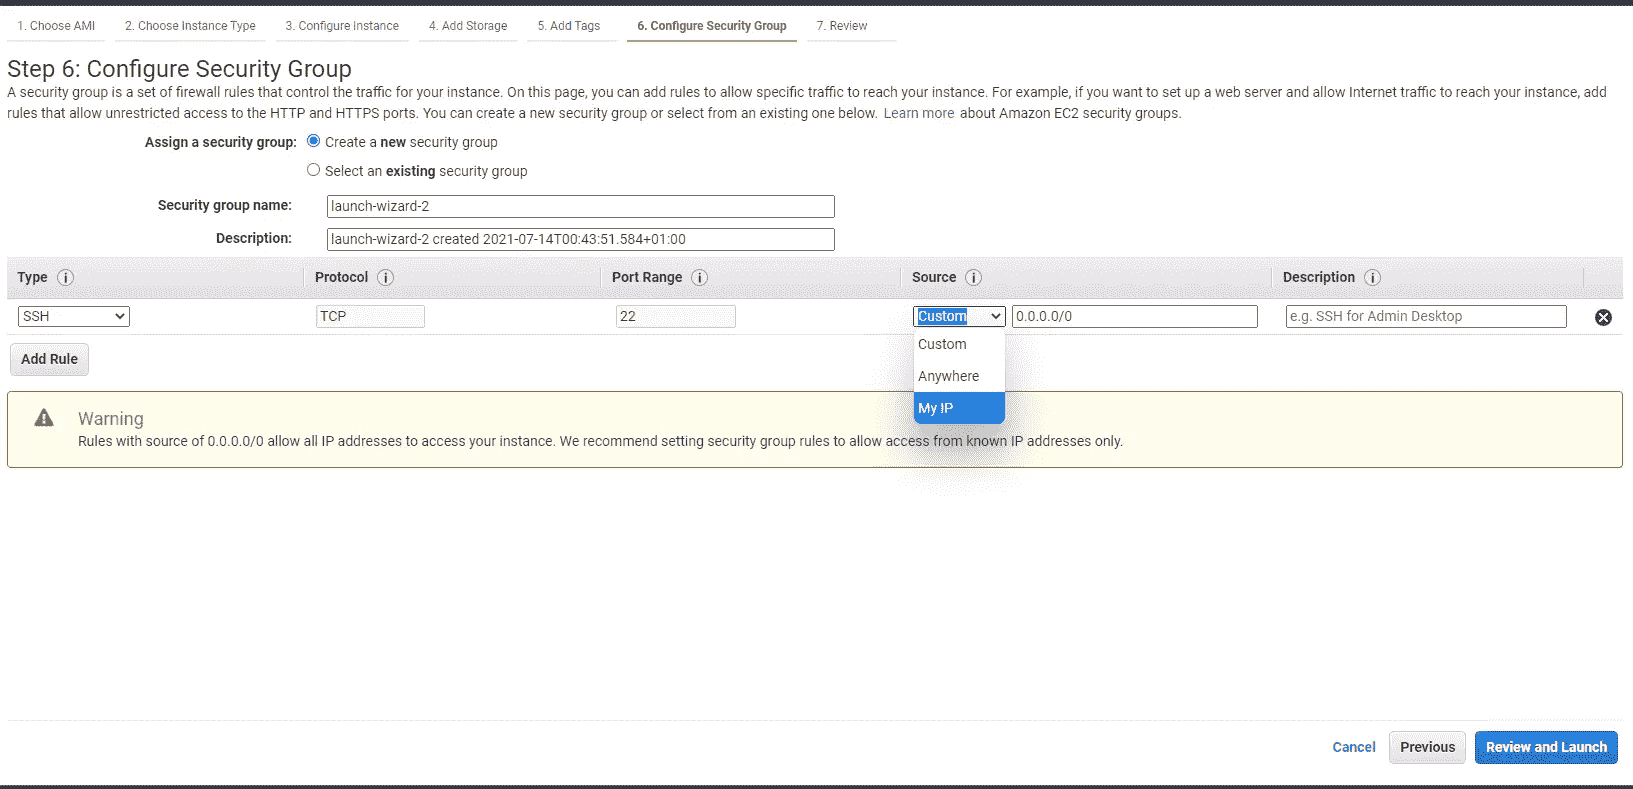 1. Choose AMI 2. Choose Instance Type 3. Configure Instance 4. Add Storage 5. Add Tags 6. Configure Security Group 7. Review
Step 6: Configure Security Group
A security group is a set of firewall rules that control the traffic for your instance. On this page, you can add rules to allow specific traffic to reach your instance. For example, if you want to set up a web server and allow Internet traffic to reach your instance, add
rules that allow unrestricted access to the HTTP and HTTPS ports. You can create a new security group or select from an existing one below. Learn more about Amazon EC2 security groups.
Assign a security group: Create a new security group
Select an existing security group
Security group name: launch-wizard-2
Description: launch-wizard-2 created 2021-07-14T00:43:51.584+01:00
Type i Protocol i Port Range i Source i Description i
SSH TCP 22 Custom 0.0.0.0/0 e.g. SSH for Admin Desktop
Custom
Anywhere
My IP
Add Rule
Warning
Rules with source of 0.0.0.0/0 allow all IP addresses to access your instance. We recommend setting security group rules to allow access from known IP addresses only.
Cancel Previous Review and Launch